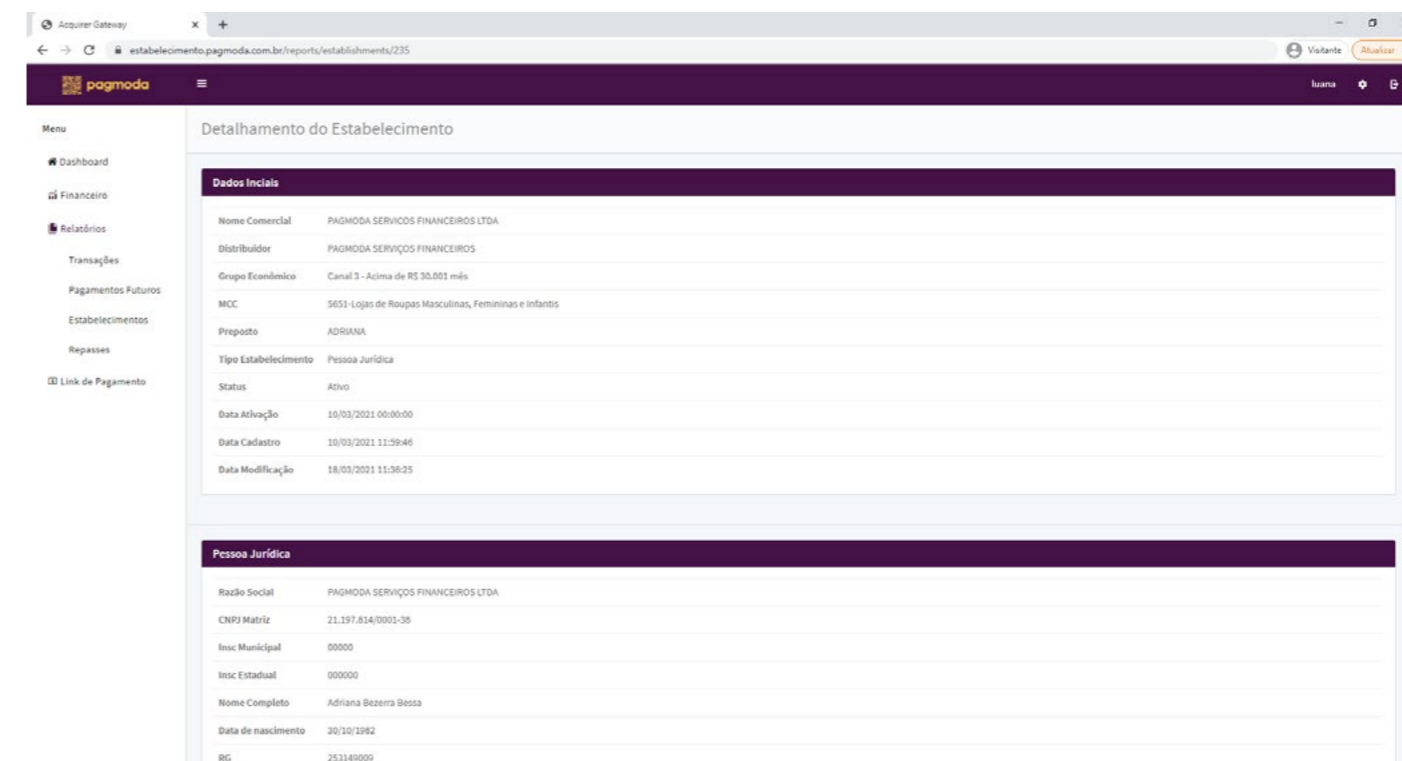 Acquirer Gateway
estabelecimento.pagmoda.com.br/reports/establishments/235
Visitante
Atualizar
pagmoda
luana
Menu
Detalhamento do Estabelecimento
Dashboard
Dados Inciais
Financeiro
Nome Comercial PAGMODA SERVICOS FINANCEIROS LTDA
Relatórios
Distribuidor PAGMODA SERVIÇOS FINANCEIROS
Transações
Grupo Econômico Canal 3 - Acima de R$ 30.001 mês
Pagamentos Futuros
MCC 5651-Lojas de Roupas Masculinas, Femininas e Infantis
Estabelecimentos
Preposto ADRIANA
Repasses
Tipo Estabelecimento Pessoa Jurídica
Link de Pagamento
Status Ativo
Data Ativação 10/03/2021 00:00:00
Data Cadastro 10/03/2021 11:59:46
Data Modificação 18/03/2021 11:36:25
Pessoa Jurídica
Razão Social PAGMODA SERVIÇOS FINANCEIROS LTDA
CNPJ Matriz 21.197.814/0001-38
Insc Municipal 00000
Insc Estadual 000000
Nome Completo Adriana Bezerra Bessa
Data de nascimento 30/10/1982
RG 253149009